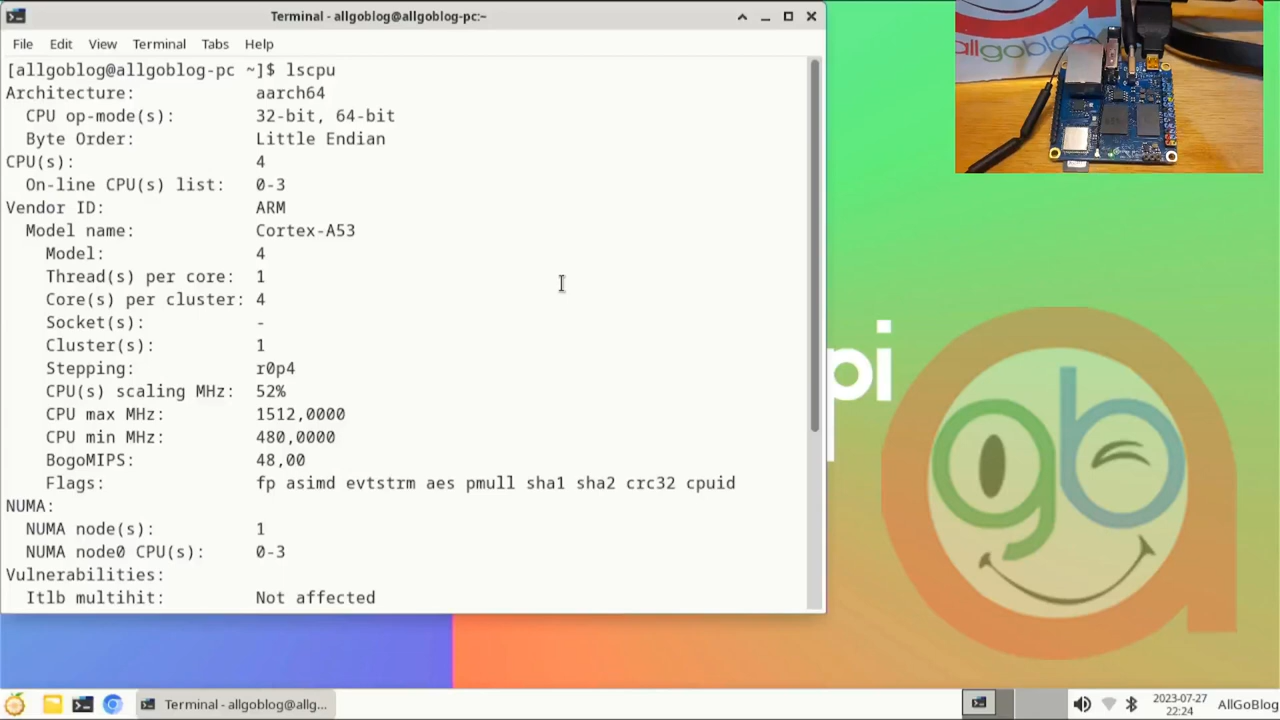 Terminal - allgoblog@allgoblog-pc:~
File Edit View Terminal Tabs Help
[allgoblog@allgoblog-pc ~]$ lscpu
Architecture: aarch64
CPU op-mode(s): 32-bit, 64-bit
Byte Order: Little Endian
CPU(s): 4
On-line CPU(s) list: 0-3
Vendor ID: ARM
Model name: Cortex-A53
Model: 4
Thread(s) per core: 1
Core(s) per cluster: 4
Socket(s): -
Cluster(s): 1
Stepping: r0p4
CPU(s) scaling MHz: 52%
CPU max MHz: 1512,0000
CPU min MHz: 480,0000
BogoMIPS: 48,00
Flags: fp asimd evtstrm aes pmull sha1 sha2 crc32 cpuid
NUMA:
NUMA node(s): 1
NUMA node0 CPU(s): 0-3
Vulnerabilities:
Itlb multihit: Not affected
allgoblog
pi
agb
Terminal - allgoblog@allg...
2023-07-27
22:24
AllGoBlog